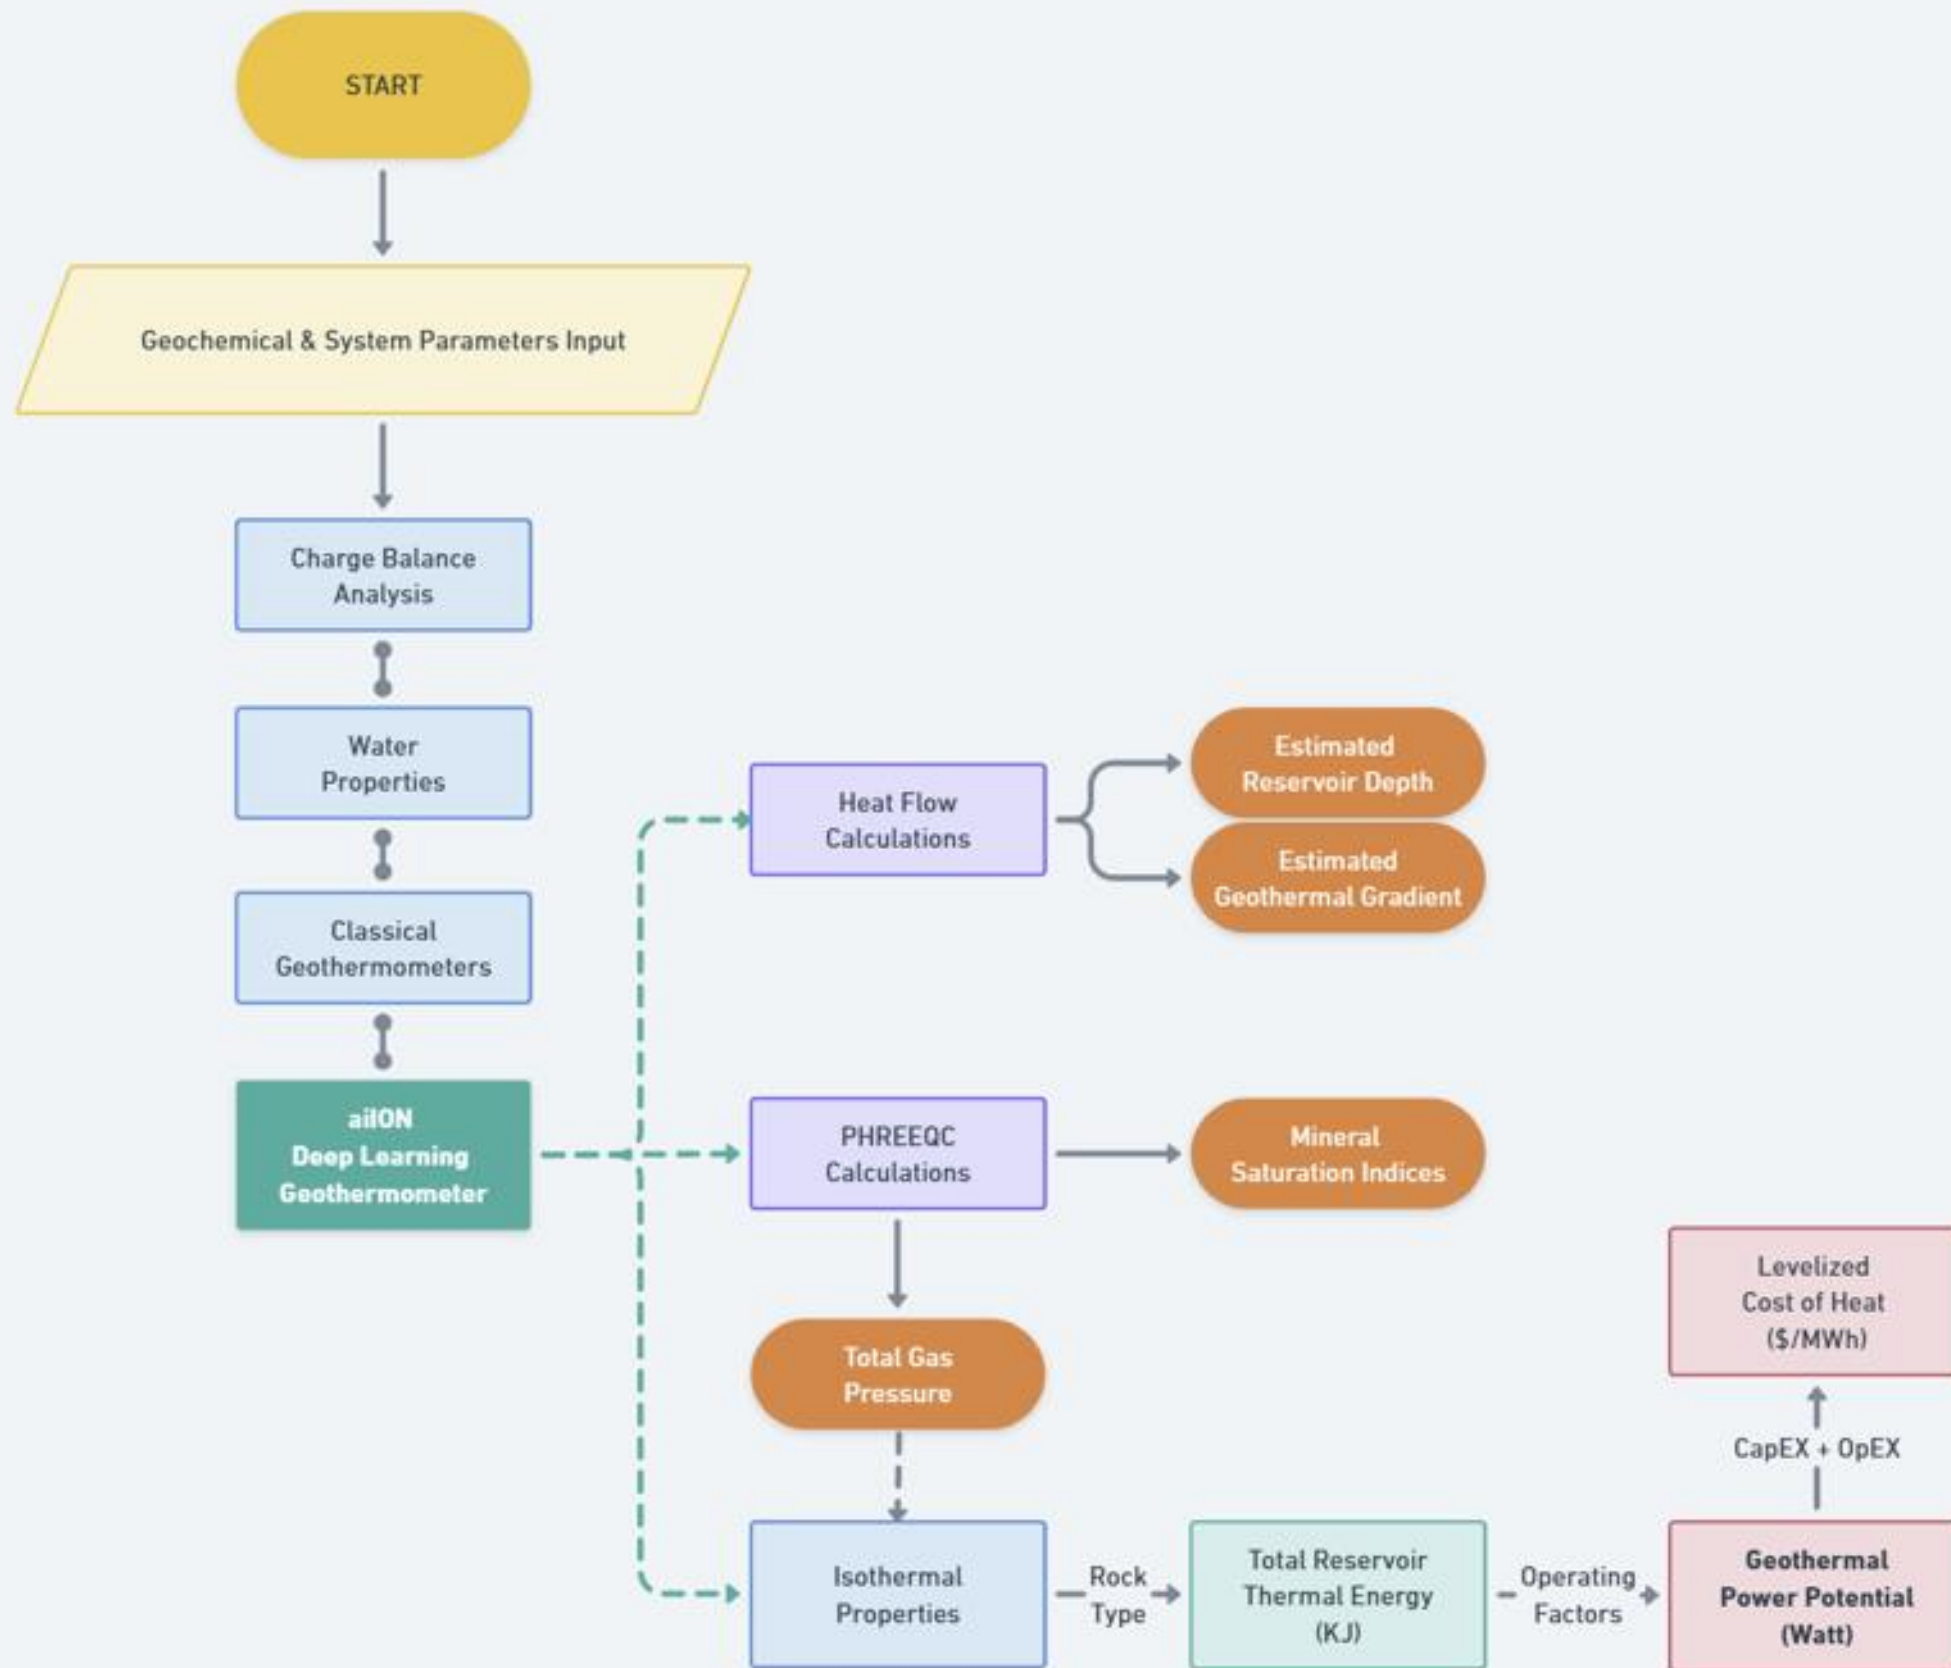 START
Geochemical & System Parameters Input
Charge Balance
Analysis
Water
Properties
Classical
Geothermometers
aiION
Deep Learning
Geothermometer
Heat Flow
Calculations
Estimated
Reservoir Depth
Estimated
Geothermal Gradient
PHREEQC
Calculations
Mineral
Saturation Indices
Total Gas
Pressure
Isothermal
Properties
Rock
Type
Total Reservoir
Thermal Energy
(KJ)
Operating
Factors
Geothermal
Power Potential
(Watt)
CapEX + OpEX
Levelized
Cost of Heat
($/MWh)